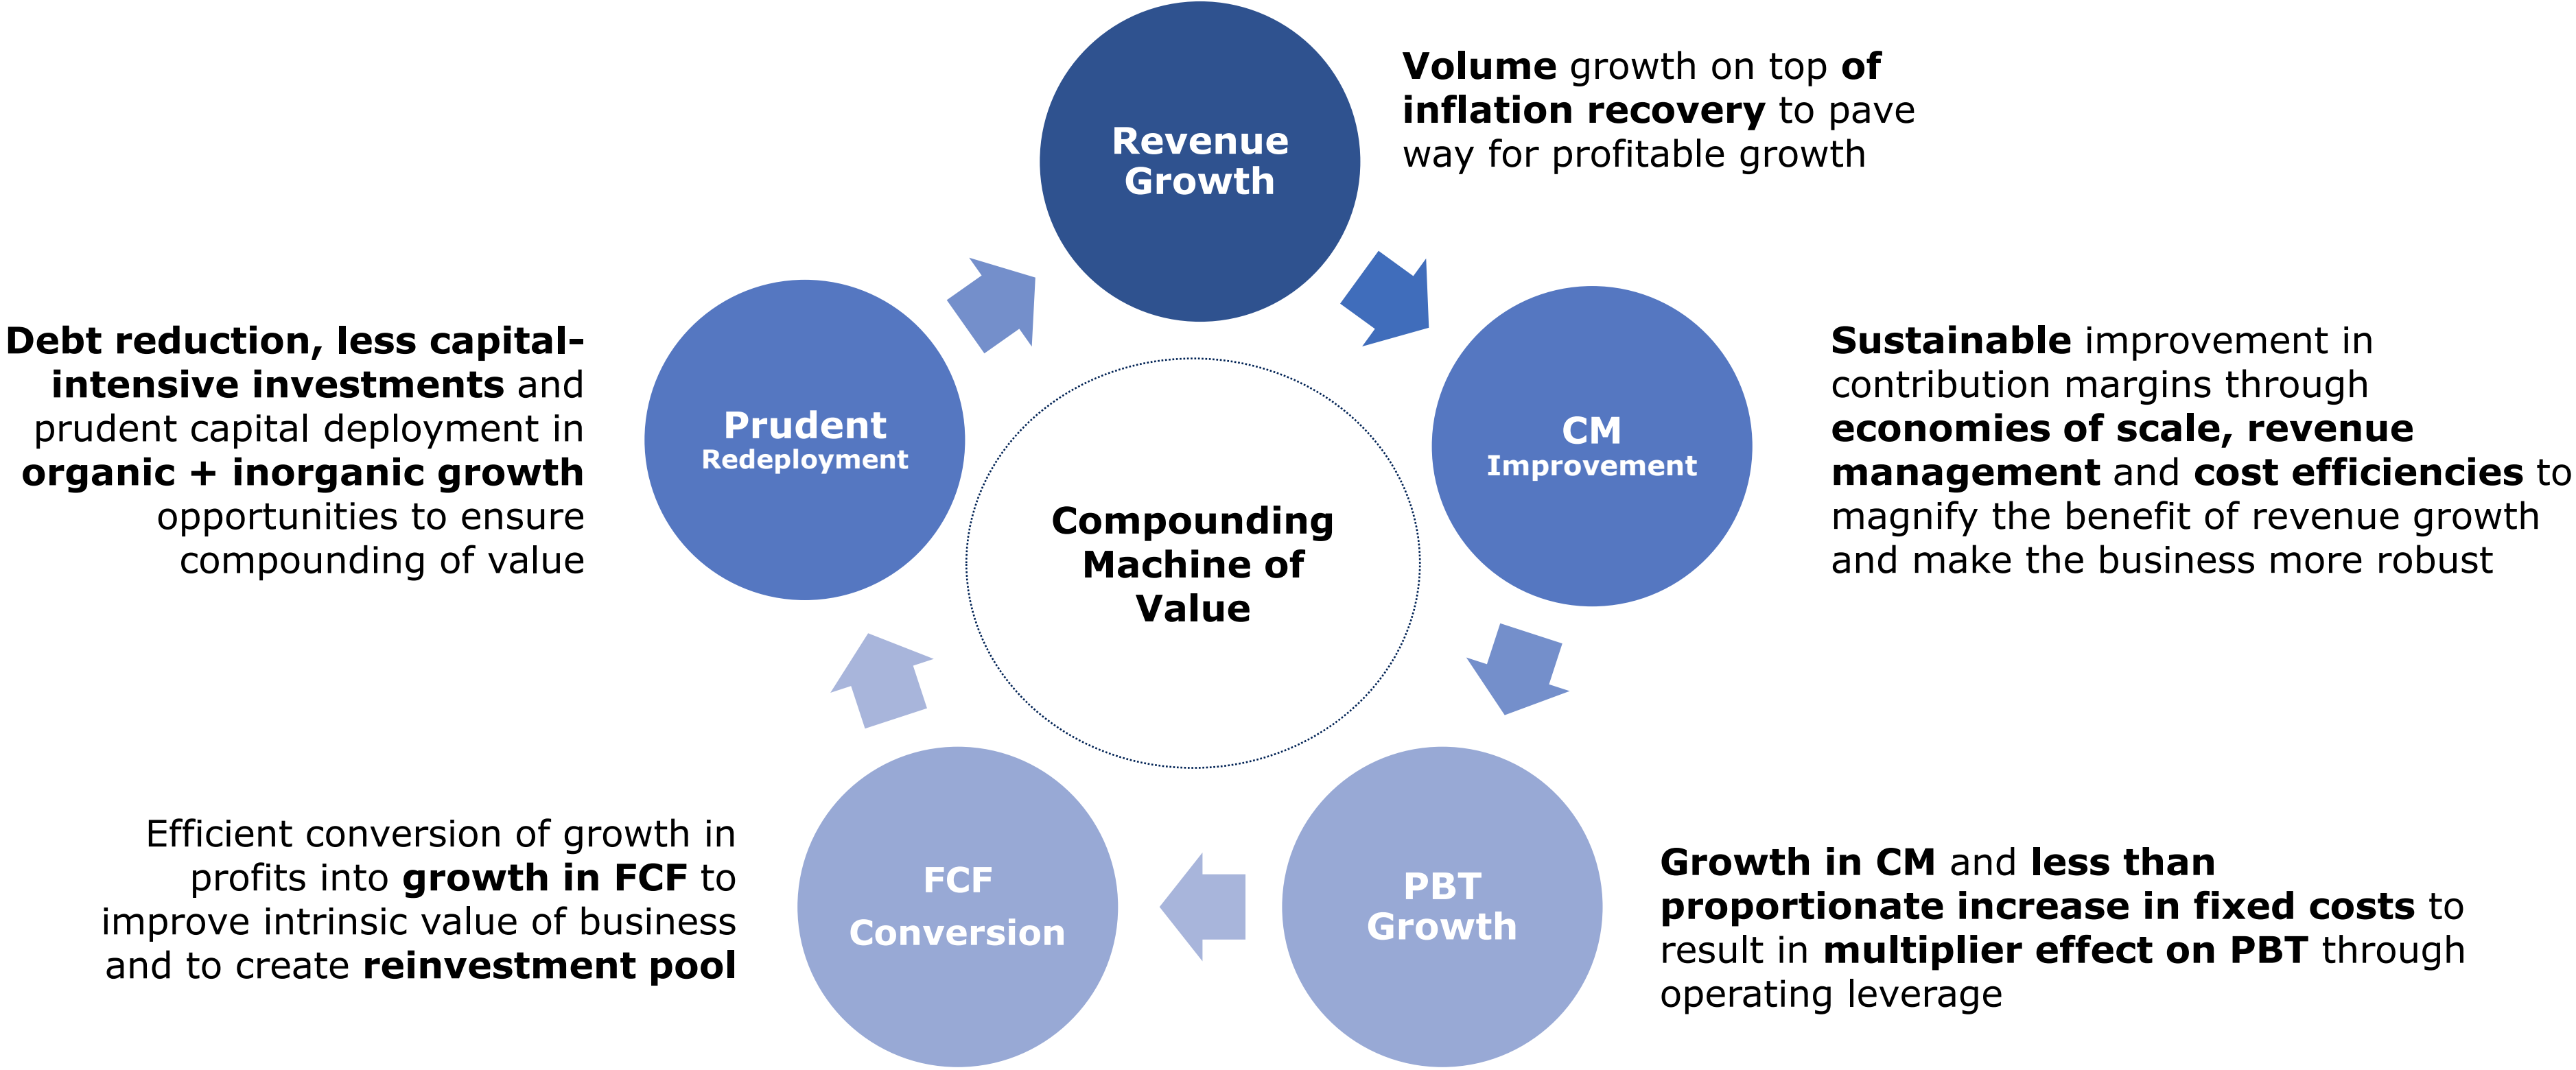 Revenue
Growth
Volume growth on top of
inflation recovery to pave
way for profitable growth
CM
Improvement
Sustainable improvement in
contribution margins through
economies of scale, revenue
management and cost efficiencies to
magnify the benefit of revenue growth
and make the business more robust
PBT
Growth
Growth in CM and less than
proportionate increase in fixed costs to
result in multiplier effect on PBT through
operating leverage
FCF
Conversion
Efficient conversion of growth in
profits into growth in FCF to
improve intrinsic value of business
and to create reinvestment pool
Prudent
Redeployment
Debt reduction, less capital-
intensive investments and
prudent capital deployment in
organic + inorganic growth
opportunities to ensure
compounding of value
Compounding
Machine of
Value